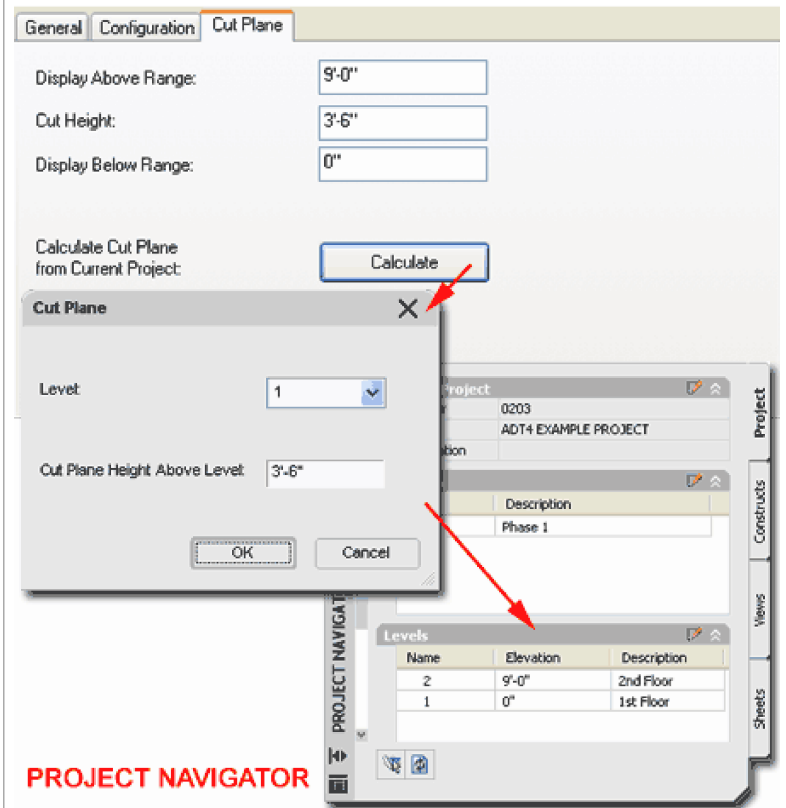 General Configuration Cut Plane
Display Above Range: 9'-0"
Cut Height: 3'-6"
Display Below Range: 0"
Calculate Cut Plane
from Current Project: Calculate
Cut Plane
Level: 1
Cut Plane Height Above Level: 3'-6"
OK Cancel
Project
0203
ADT4 EXAMPLE PROJECT
Description
Phase 1
Levels
Name Elevation Description
2 9'-0" 2nd Floor
1 0" 1st Floor
Project
Constructs
Views
Sheets
PROJECT NAVIGAT
PROJECT NAVIGATOR